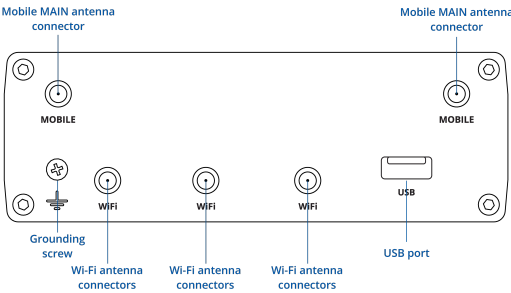 Mobile MAIN antenna
connector
Mobile MAIN antenna
connector
MOBILE
MOBILE
WiFi
WiFi
WiFi
USB
Grounding
screw
USB port
Wi-Fi antenna
connectors
Wi-Fi antenna
connectors
Wi-Fi antenna
connectors